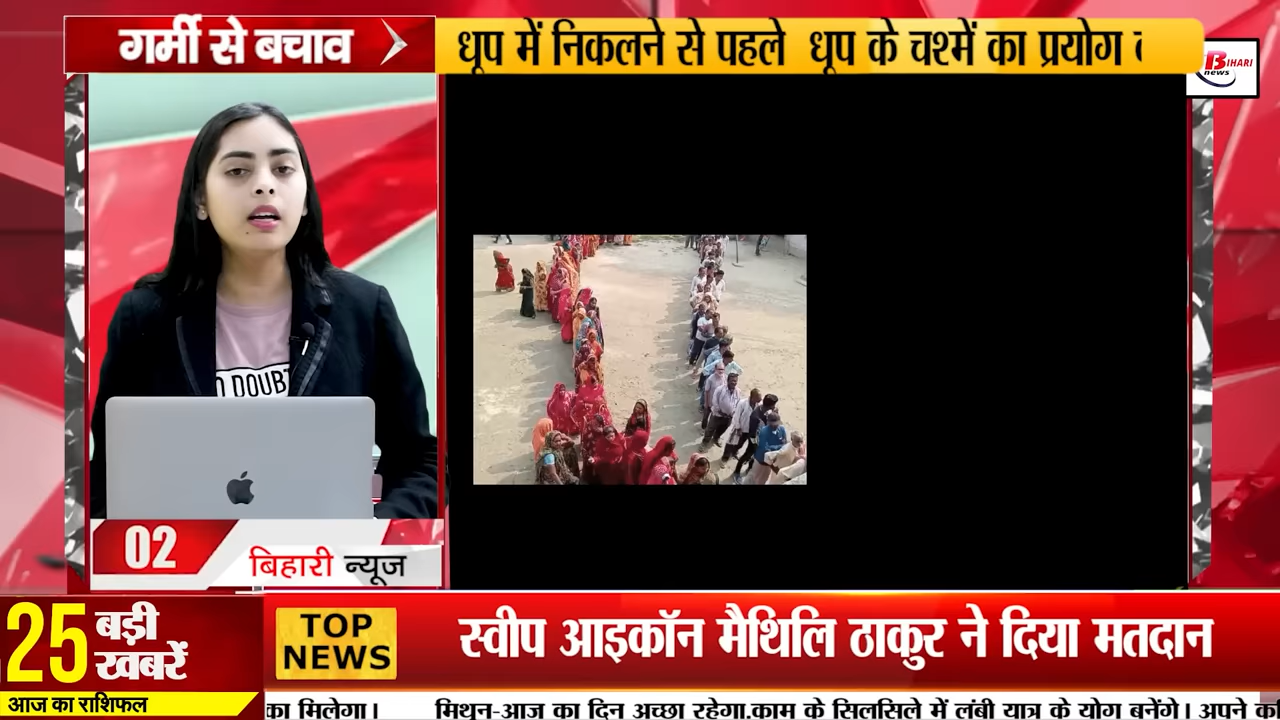 गर्मी से बचाव
धूप में निकलने से पहले धूप के चश्में का प्रयोग
BIHARI
news
O DOUBT
02
बिहारी न्यूज
25 बड़ी
खबरें
TOP
NEWS
स्वीप आइकॉन मैथिलि ठाकुर ने दिया मतदान
आज का राशिफल
का मिलेगा। मिथुन-आज का दिन अच्छा रहेगा.काम के सिलसिले में लंबी यात्र के योग बनेंगे। अपने को